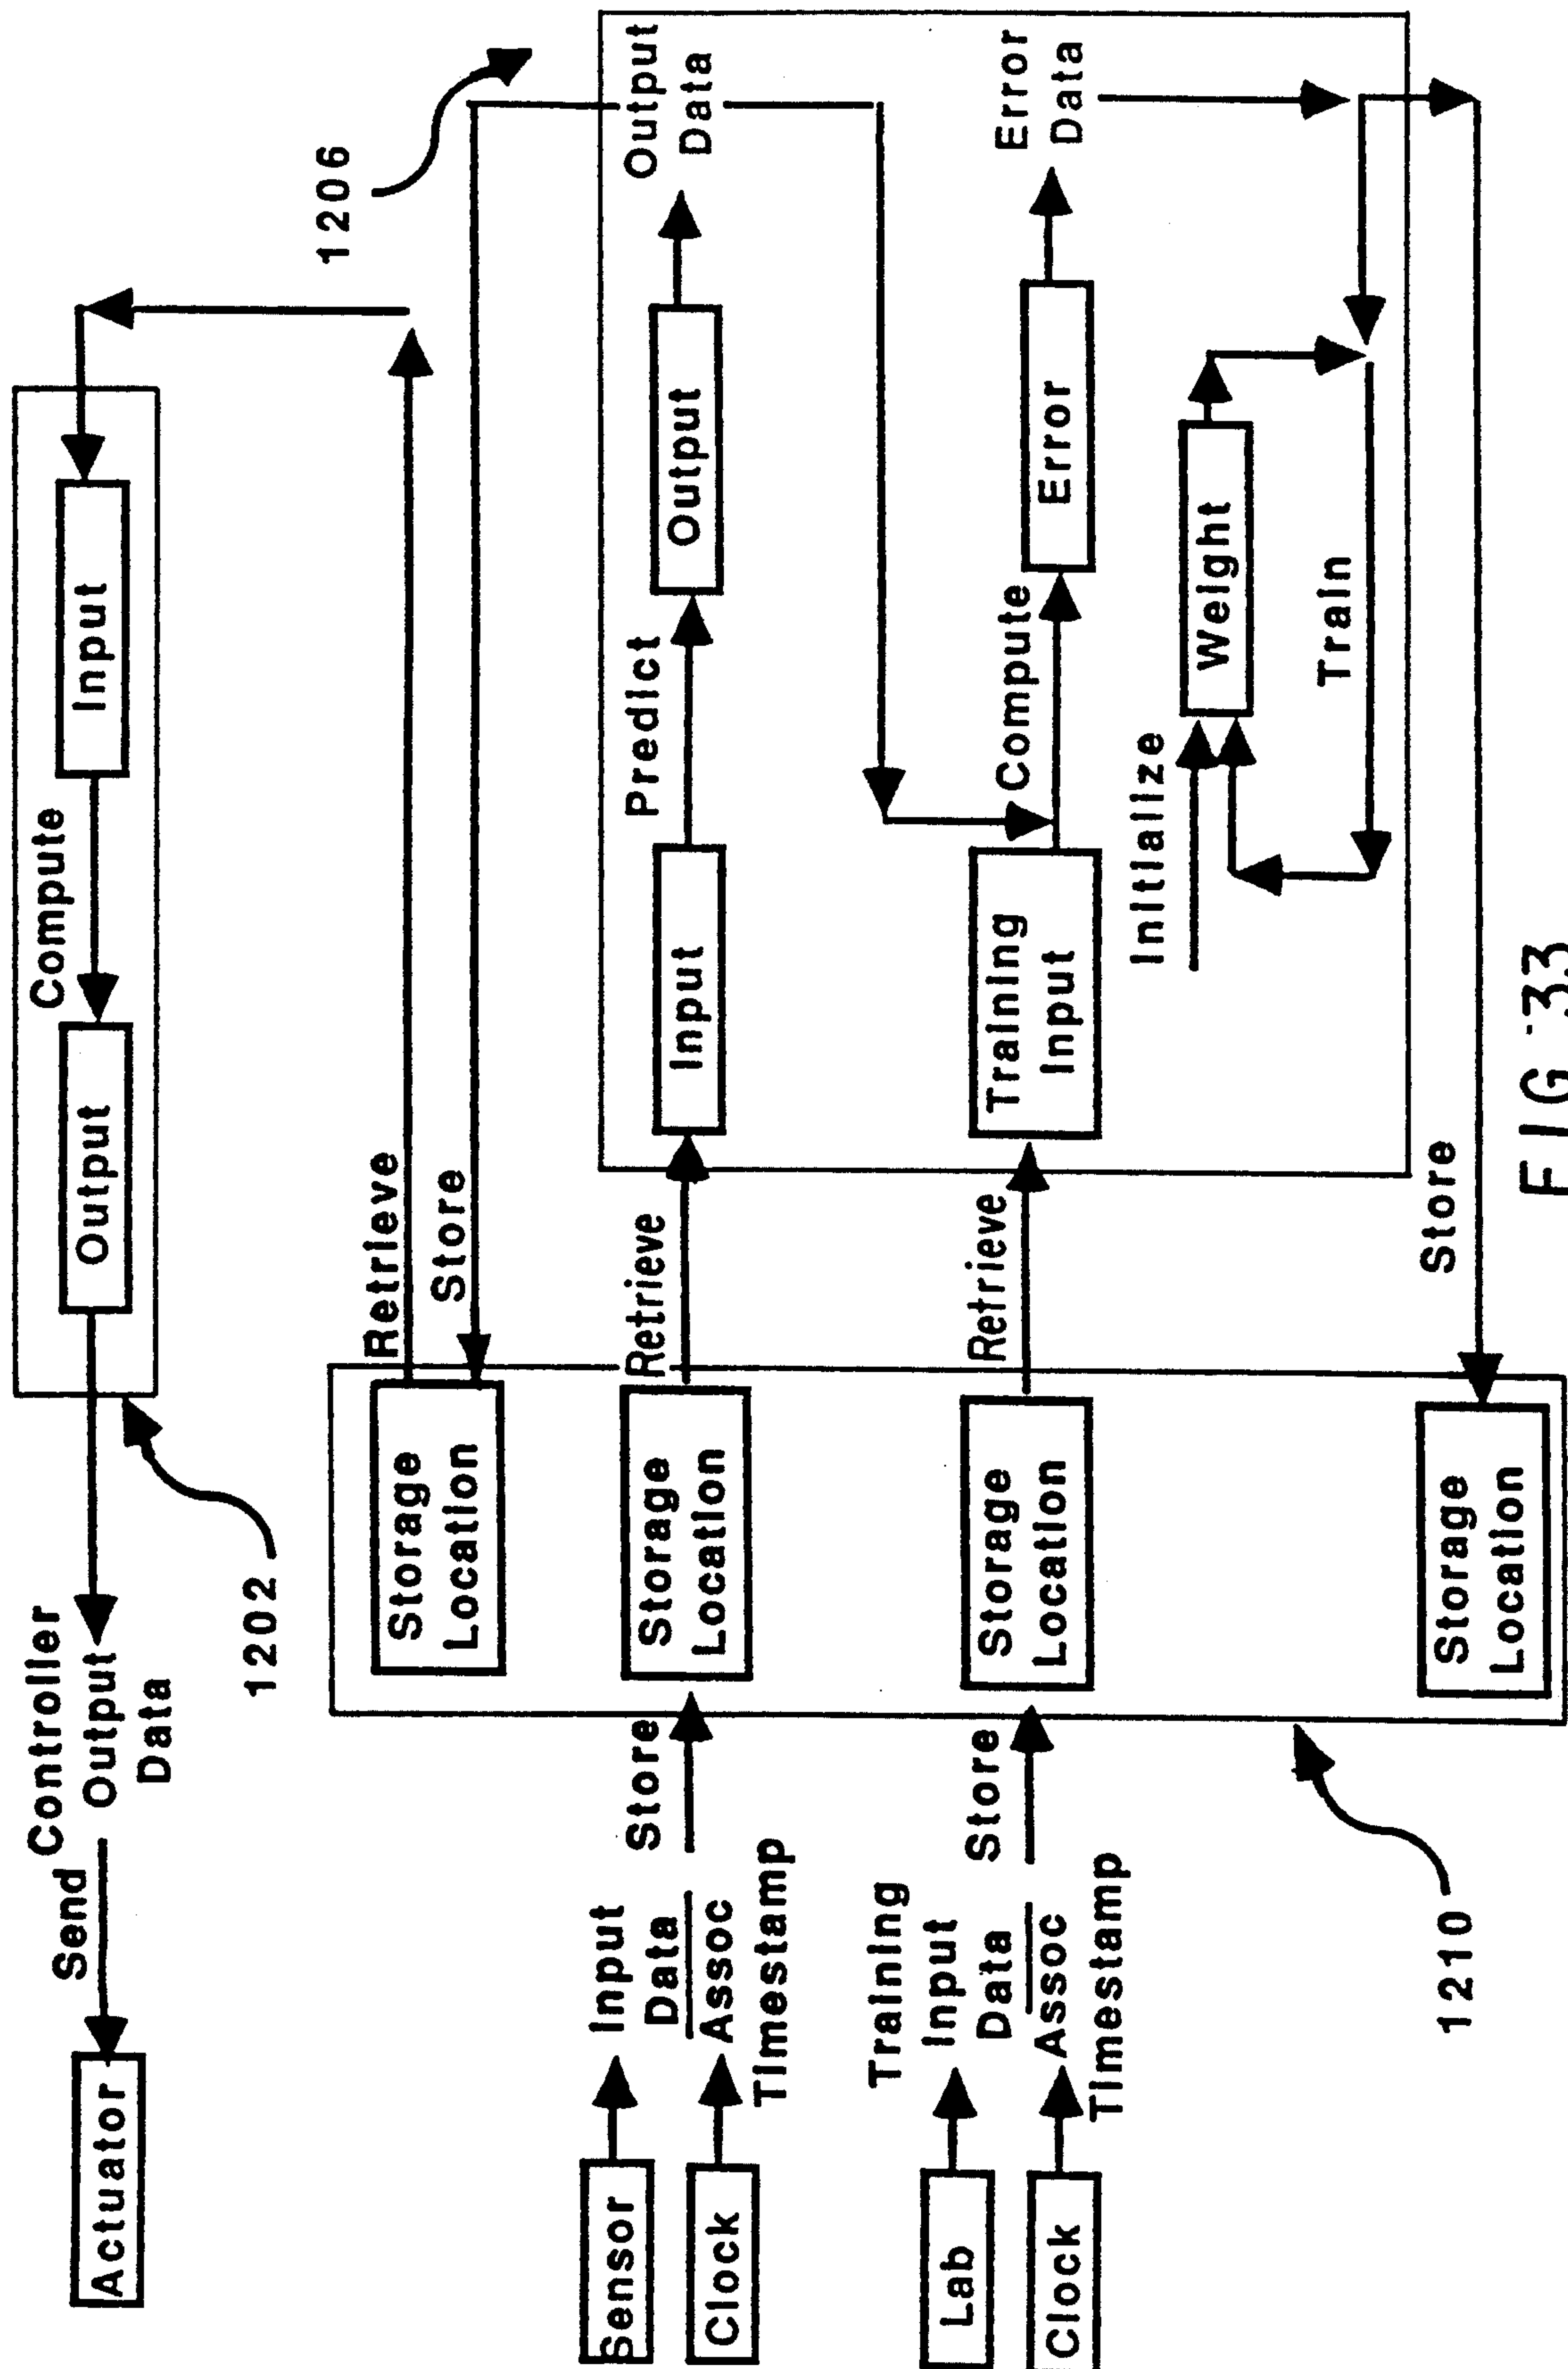 Actuator
Send
Controller
Output
Data
Output
Compute
Input
1202
1206
Retrieve
Store
Storage
Location
Sensor
Clock
Input
Data
Assoc
Timestamp
Store
Storage
Location
Retrieve
Input
Predict
Output
Output
Data
Lab
Clock
Training
Input
Data
Assoc
Timestamp
Store
Storage
Location
Retrieve
Training
Input
Compute
Error
Error
Data
Initialize
Weight
Train
Storage
Location
Store
1210
FIG 33